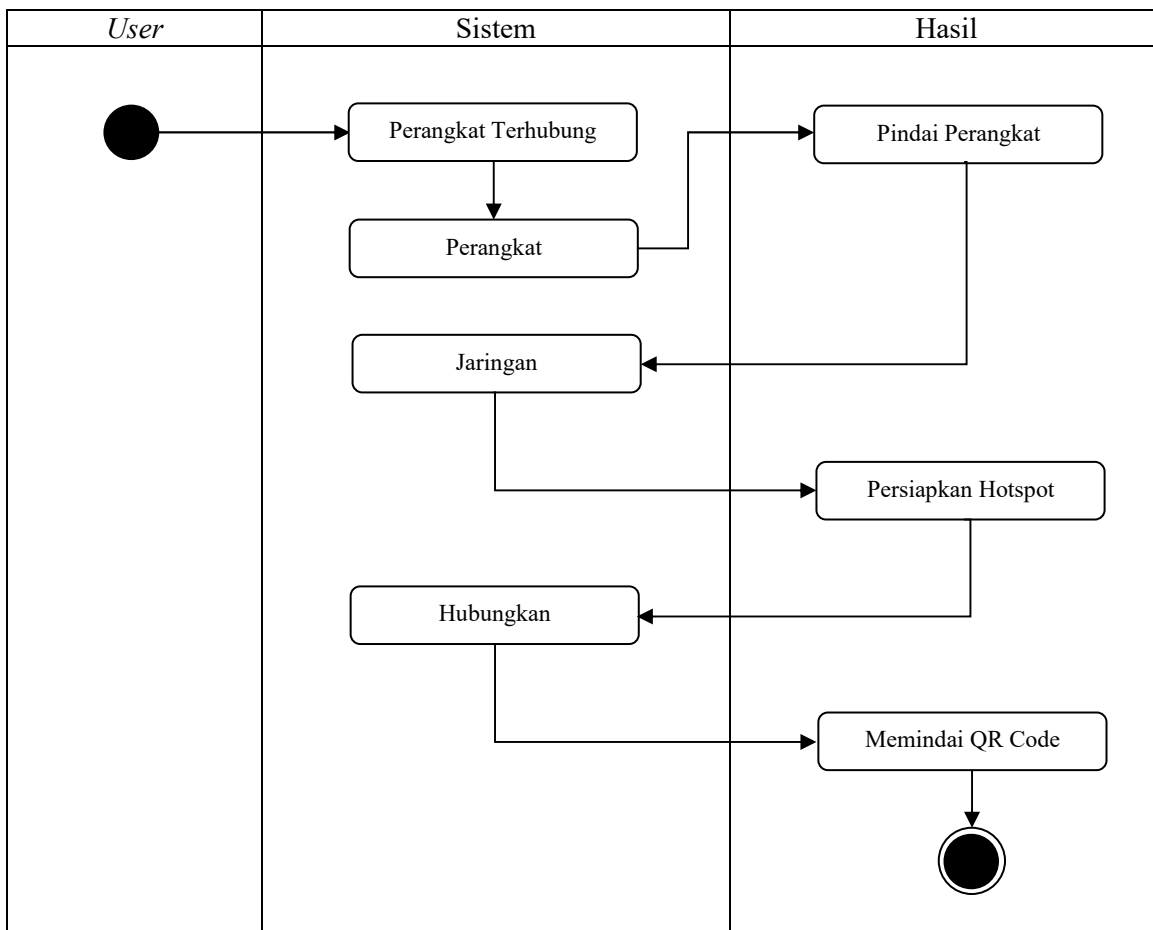 User
Sistem
Hasil
Perangkat Terhubung
Pindai Perangkat
Perangkat
Jaringan
Persiapkan Hotspot
Hubungkan
Memindai QR Code